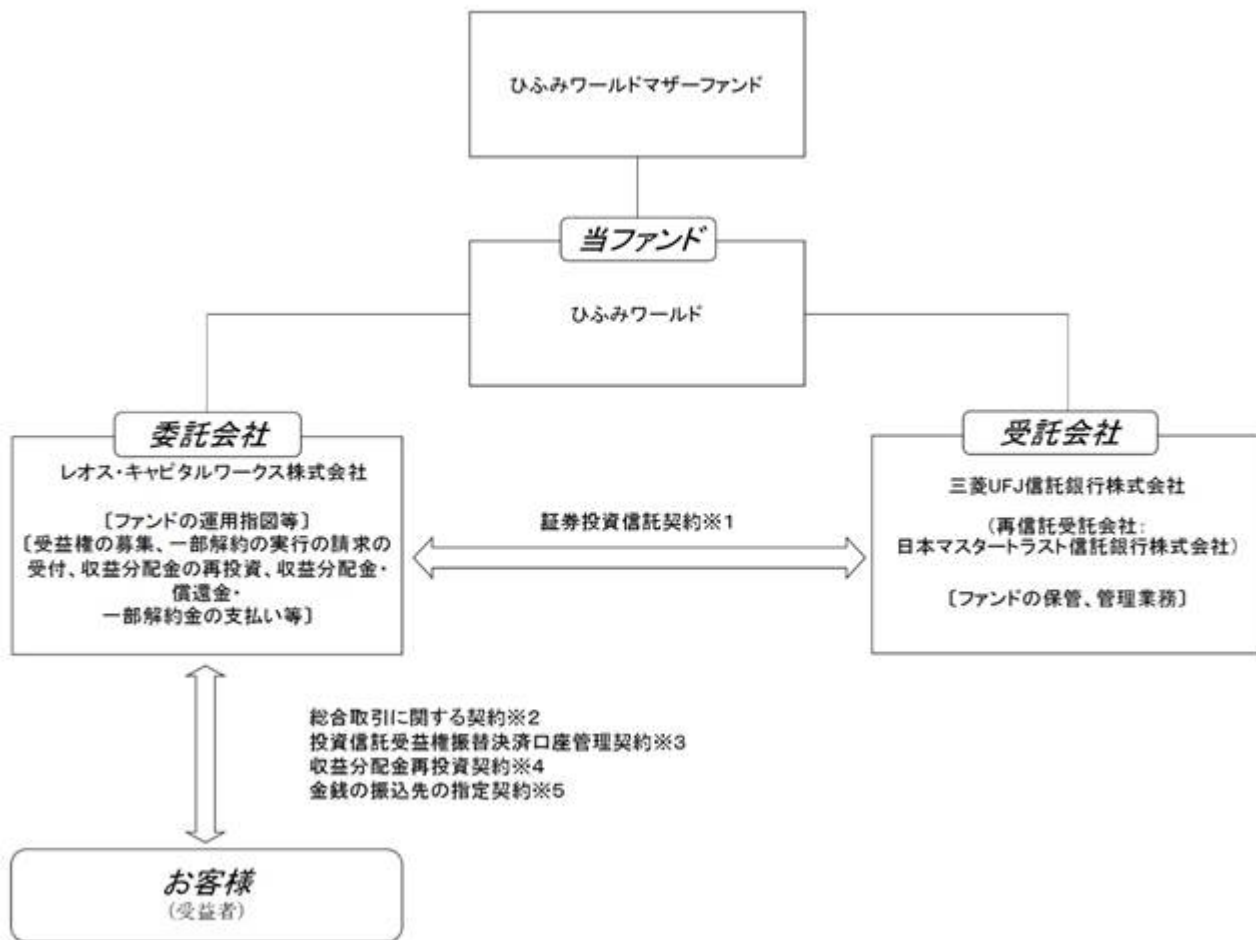 ひふみワールドマザーファンド
当ファンド
ひふみワールド
委託会社
レオス・キャピタルワークス株式会社
〔ファンドの運用指図等〕
〔受益権の募集、一部解約の実行の請求の
受付、収益分配金の再投資、収益分配金・
償還金・
一部解約金の支払い等〕
証券投資信託契約※1
受託会社
三菱UFJ信託銀行株式会社
（再信託受託会社：
日本マスタートラスト信託銀行株式会社）
〔ファンドの保管、管理業務〕
総合取引に関する契約※2
投資信託受益権振替決済口座管理契約※3
収益分配金再投資契約※4
金銭の振込先の指定契約※5
お客様
（受益者）